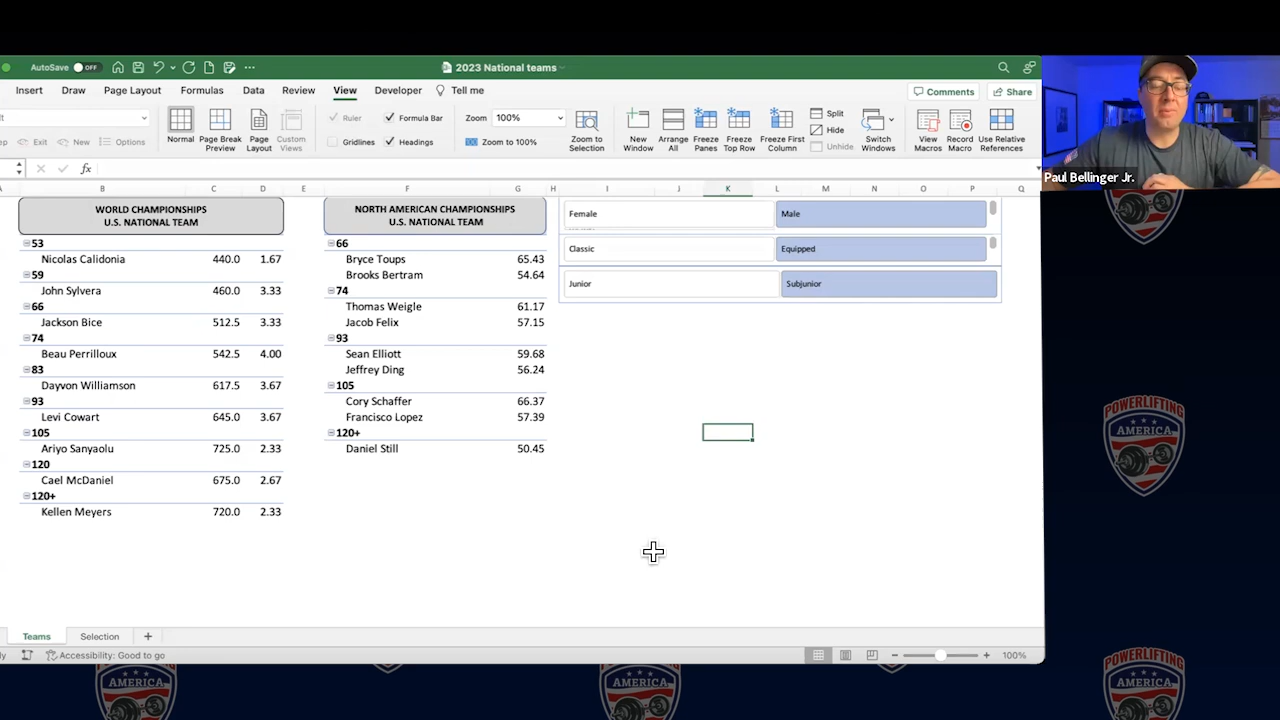 AutoSave OFF
2023 National teams
Insert Draw Page Layout Formulas Data Review View Developer Tell me
Comments Share
Normal
Page Break Preview
Page Layout
Custom Views
Exit New Options
Ruler
Formula Bar
Gridlines
Headings
Zoom 100%
Zoom to 100%
Zoom to Selection
New Window
Arrange All
Freeze Panes
Freeze Top Row
Freeze First Column
Split
Hide
Unhide
Switch Windows
View Macros
Record Macro
Use Relative References
Paul Bellinger Jr.
fx
B C D E F G H I J K L M N O P Q
WORLD CHAMPIONSHIPS
U.S. NATIONAL TEAM
53
Nicolas Calidonia 440.0 1.67
59
John Sylvera 460.0 3.33
66
Jackson Bice 512.5 3.33
74
Beau Perrilloux 542.5 4.00
83
Dayvon Williamson 617.5 3.67
93
Levi Cowart 645.0 3.67
105
Ariyo Sanyaolu 725.0 2.33
120
Cael McDaniel 675.0 2.67
120+
Kellen Meyers 720.0 2.33
NORTH AMERICAN CHAMPIONSHIPS
U.S. NATIONAL TEAM
66
Bryce Toups 65.43
Brooks Bertram 54.64
74
Thomas Weigle 61.17
Jacob Felix 57.15
93
Sean Elliott 59.68
Jeffrey Ding 56.24
105
Cory Schaffer 66.37
Francisco Lopez 57.39
120+
Daniel Still 50.45
Female Male
Classic Equipped
Junior Subjunior
POWERLIFTING
AMERICA
Teams Selection
Accessibility: Good to go
100%
AMERICA
AMERICA
POWERLIFTING
AMERICA